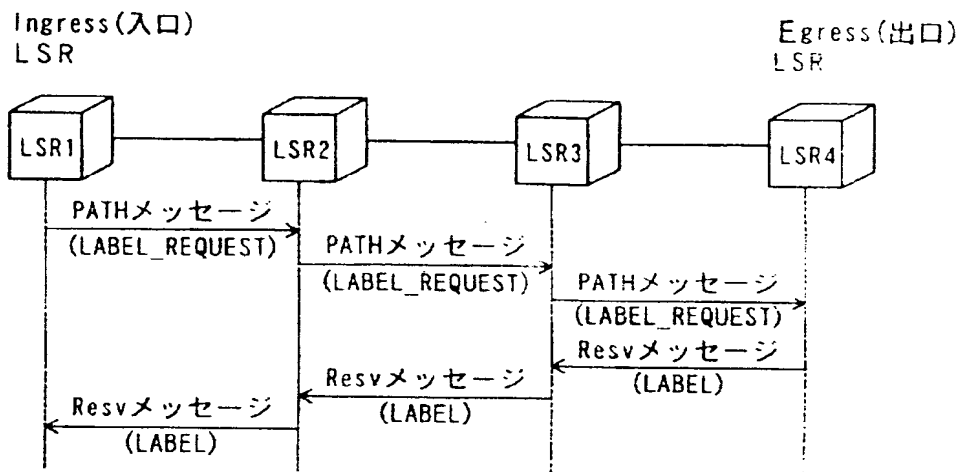 Ingress(入口)
LSR
Egress(出口)
LSR
LSR1
LSR2
LSR3
LSR4
PATHメッセージ
(LABEL_REQUEST)
PATHメッセージ
(LABEL_REQUEST)
PATHメッセージ
(LABEL_REQUEST)
Resvメッセージ
(LABEL)
Resvメッセージ
(LABEL)
Resvメッセージ
(LABEL)